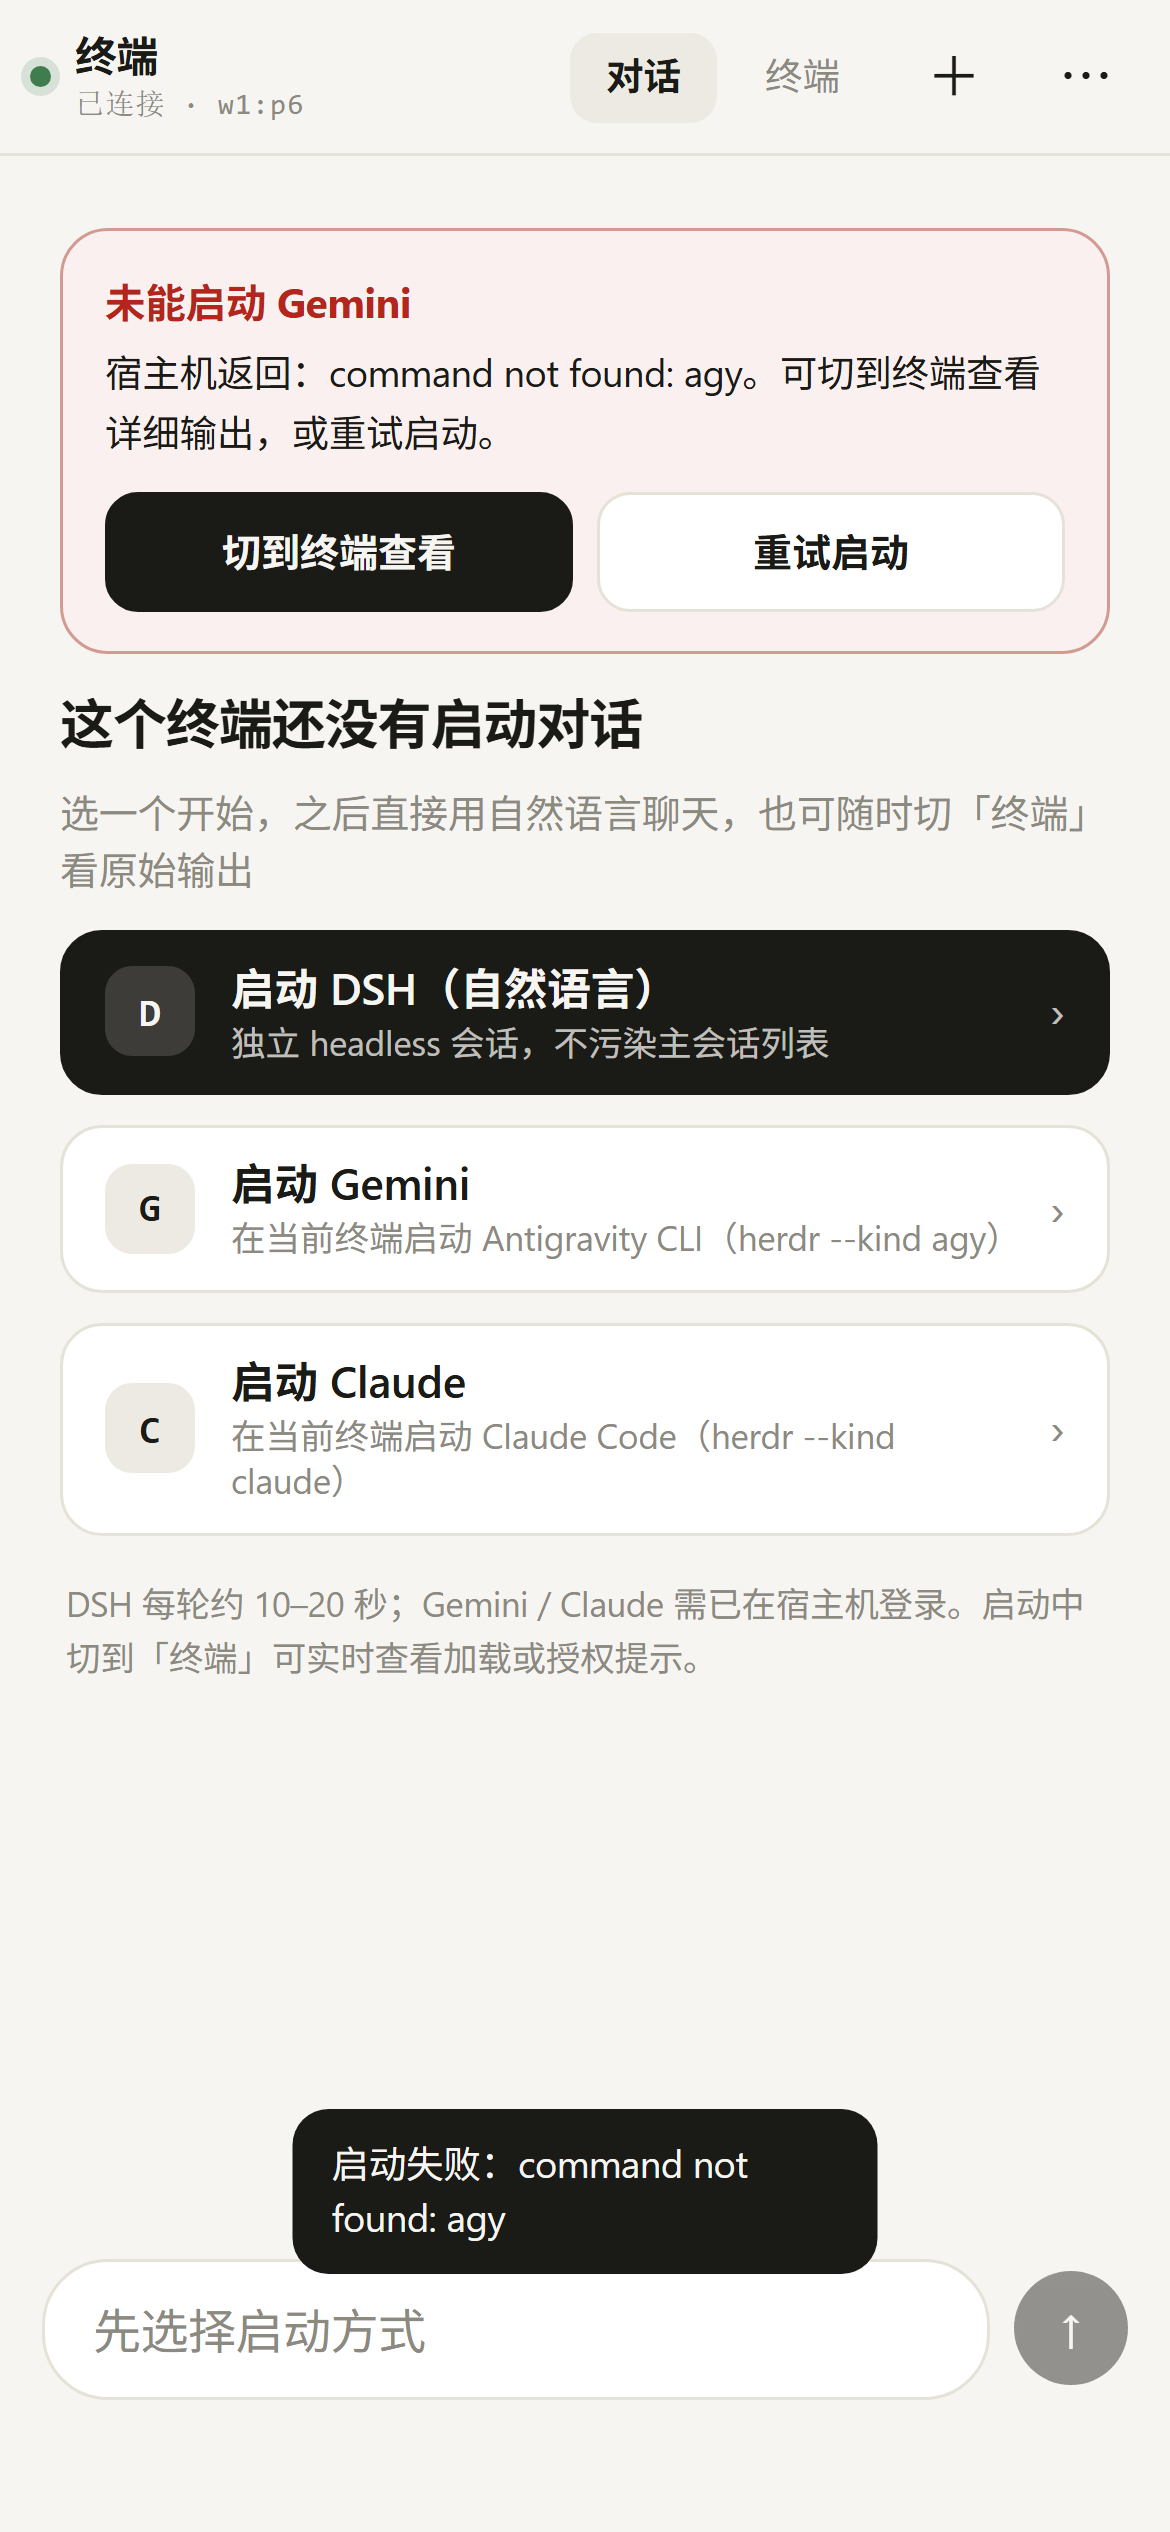 终端
已连接 · w1:p6
对话
终端
未能启动 Gemini
宿主机返回：command not found: agy。可切到终端查看
详细输出，或重试启动。
切到终端查看
重试启动
这个终端还没有启动对话
选一个开始，之后直接用自然语言聊天，也可随时切「终端」
看原始输出
D
启动 DSH（自然语言）
独立 headless 会话，不污染主会话列表
›
G
启动 Gemini
在当前终端启动 Antigravity CLI（herdr --kind agy）
›
C
启动 Claude
在当前终端启动 Claude Code（herdr --kind
claude）
›
DSH 每轮约 10–20 秒；Gemini / Claude 需已在宿主机登录。启动中
切到「终端」可实时查看加载或授权提示。
启动失败：command not
found: agy
先选择启动方式
↑